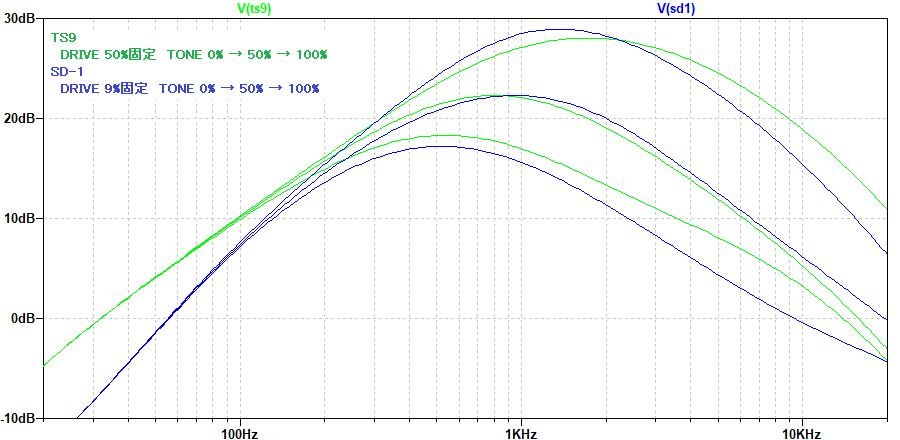 V(ts9) V(sd1)
30dB
TS9
DRIVE 50%固定 TONE 0% → 50% → 100%
SD-1
DRIVE 9%固定 TONE 0% → 50% → 100%
20dB
10dB
0dB
-10dB
100Hz 1KHz 10KHz